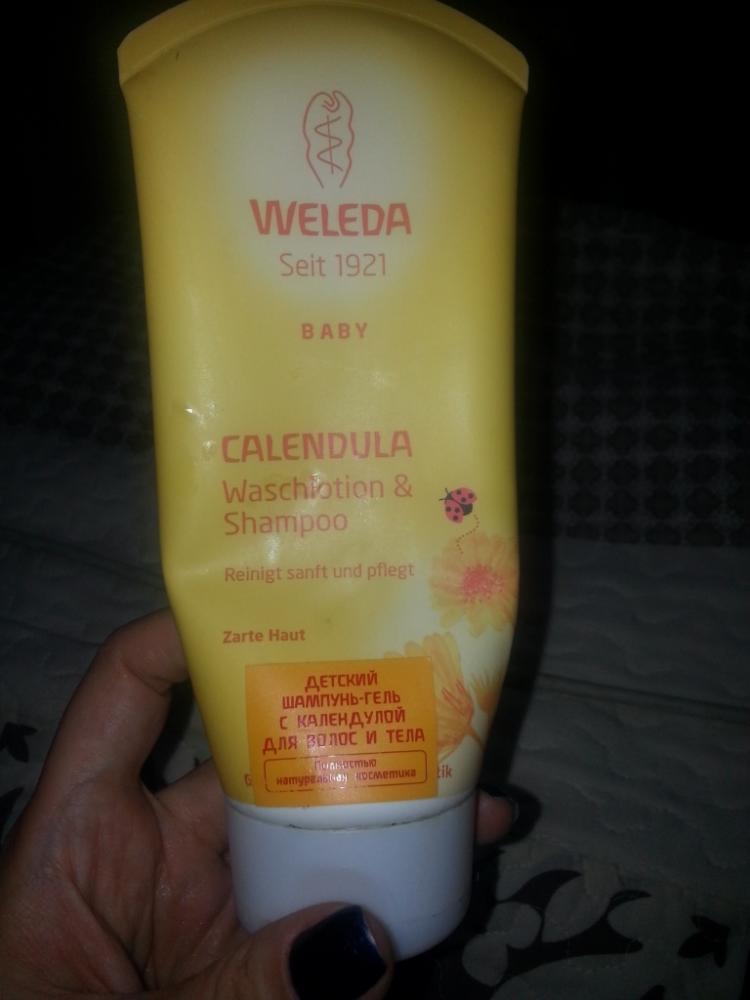 WELEDA
Seit 1921
BABY
CALENDULA
Waschlotion &
Shampoo
Reinigt sanft und pflegt
Zarte Haut
ДЕТСКИЙ
ШАМПУНЬ-ГЕЛЬ
С КАЛЕНДУЛОЙ
ДЛЯ ВОЛОС И ТЕЛА
Полностью
натуральная косметика